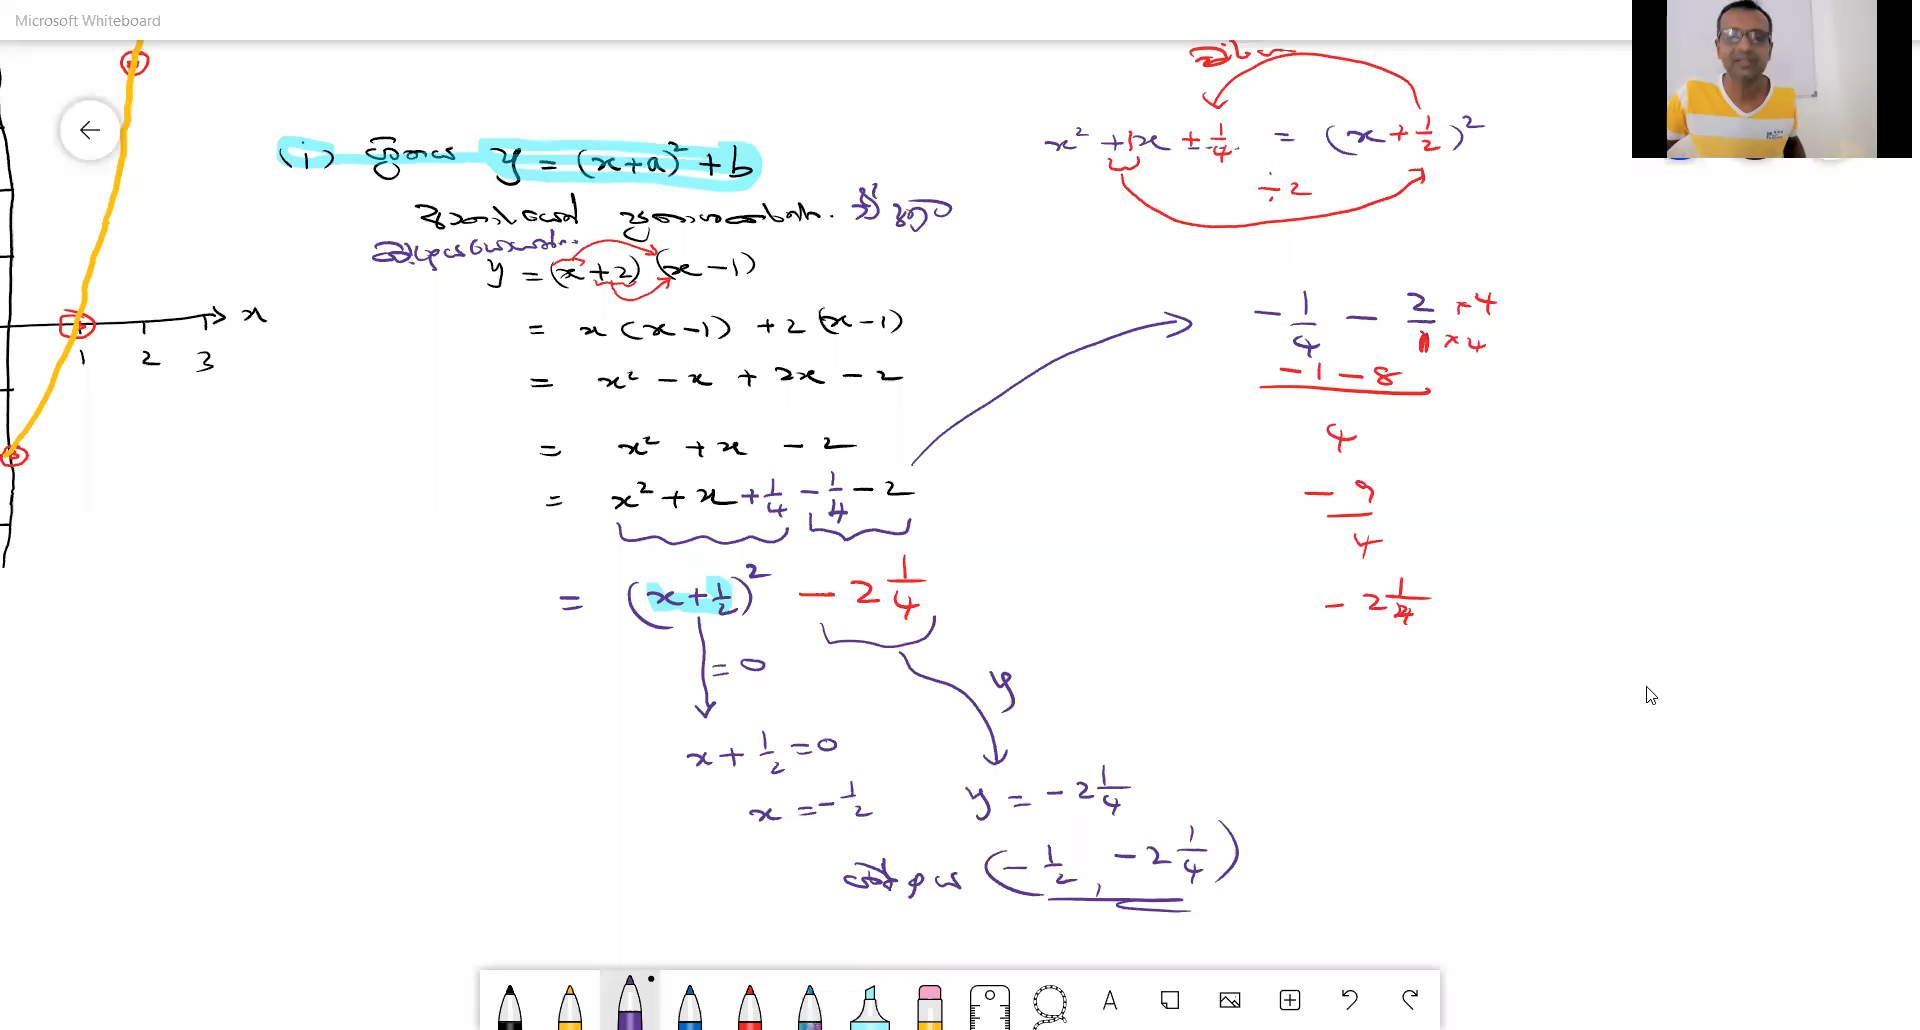 Microsoft Whiteboard
(i) ශ්‍රිතය y = (x+a)² + b
y = (x+2)(x−1)
= x(x−1) + 2(x−1)
= x² − x + 2x − 2
= x² + x − 2
= x² + x + 1/4 − 1/4 − 2
= (x + 1/2)² − 2 1/4
= 0
x + 1/2 = 0
x = −1/2
y
y = −2 1/4
(−1/2, −2 1/4)
x² + 1x + 1/4 = (x + 1/2)²
÷2
−1/4 − 2/1 ×4 ×4
−1 − 8
4
−9/4
−2 1/4
x
1 2 3
A